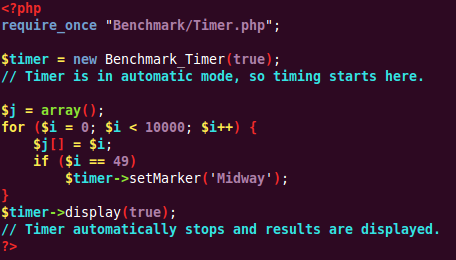 <?php
require_once "Benchmark/Timer.php";
$timer = new Benchmark_Timer(true);
// Timer is in automatic mode, so timing starts here.
$j = array();
for ($i = 0; $i < 10000; $i++) {
    $j[] = $i;
    if ($i == 49)
        $timer->setMarker('Midway');
}
$timer->display(true);
// Timer automatically stops and results are displayed.
?>